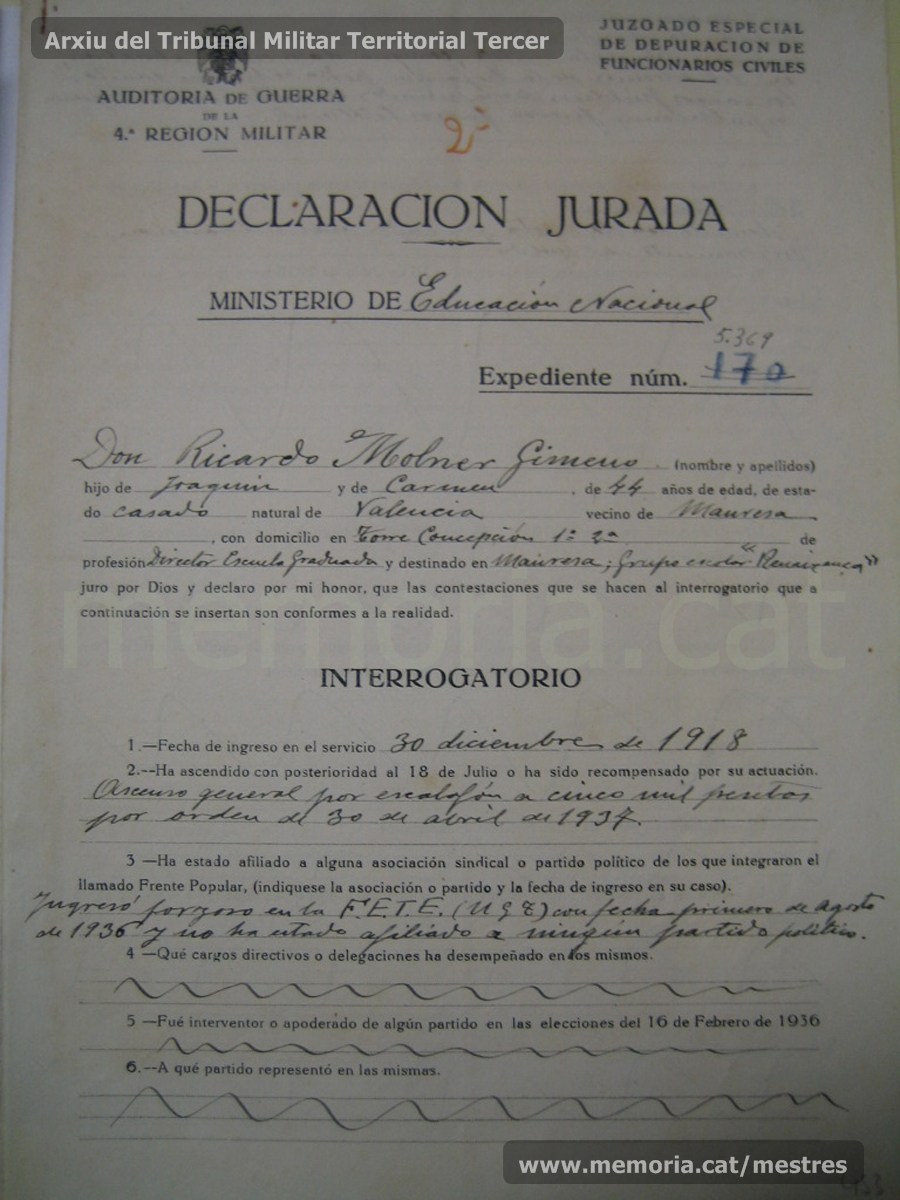 Arxiu del Tribunal Militar Territorial Tercer
JUZGADO ESPECIAL
DE DEPURACION DE
FUNCIONARIOS CIVILES
AUDITORIA DE GUERRA
DE LA
4.ª REGION MILITAR
2
DECLARACION JURADA
MINISTERIO DE Educación Nacional
5.369
Expediente núm. 170
Don Ricardo Molner Gimeno (nombre y apellidos)
hijo de Joaquín y de Carmen, de 44 años de edad, de esta-
do casado natural de Valencia vecino de Manresa
, con domicilio en Torre Concepción 1º 2ª de
profesión Director Escuela Graduada y destinado en Manresa; Grupo escolar "Renaixença"
juro por Dios y declaro por mi honor, que las contestaciones que se hacen al interrogatorio que a
continuación se insertan son conformes a la realidad.
memoria.cat
INTERROGATORIO
1.—Fecha de ingreso en el servicio 30 diciembre de 1918
2.--Ha ascendido con posterioridad al 18 de Julio o ha sido recompensado por su actuación.
Ascenso general por escalafón a cinco mil pesetas
por orden de 30 de abril de 1937.
3 —Ha estado afiliado a alguna asociación sindical o partido político de los que integraron el
llamado Frente Popular, (indiquese la asociación o partido y la fecha de ingreso en su caso).
Ingresó forzoso en la F.E.T.E. (U G T) con fecha primero de Agosto
de 1936 y no ha estado afiliado a ningún partido político.
4 —Qué cargos directivos o delegaciones ha desempeñado en los mismos.
5 —Fué interventor o apoderado de algún partido en las elecciones del 16 de Febrero de 1936
6.--A qué partido representó en las mismas.
www.memoria.cat/mestres